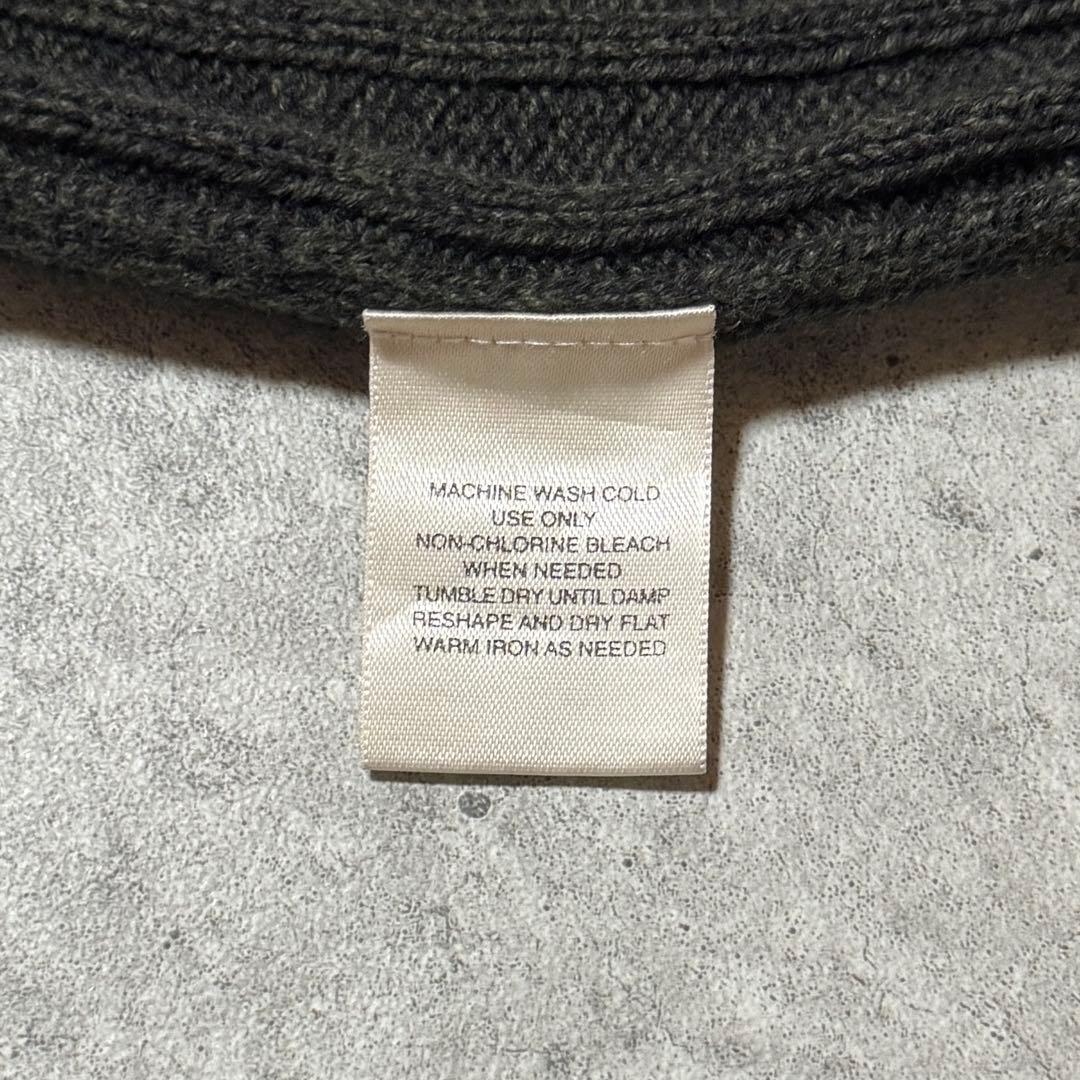 MACHINE WASH COLD
USE ONLY
NON-CHLORINE BLEACH
WHEN NEEDED
TUMBLE DRY UNTIL DAMP
RESHAPE AND DRY FLAT
WARM IRON AS NEEDED